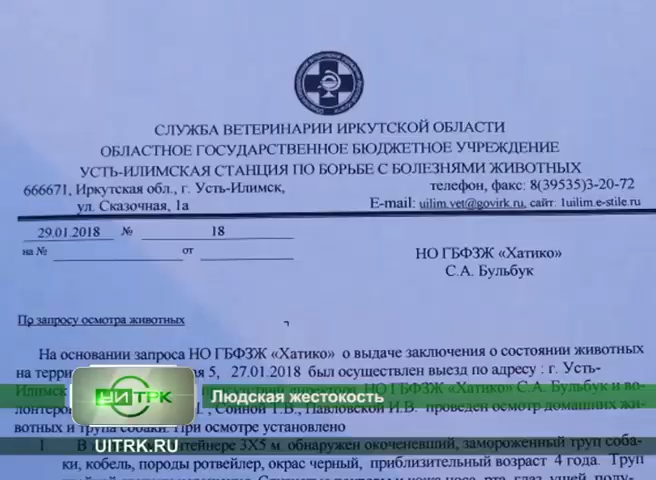 СЛУЖБА ВЕТЕРИНАРИИ ИРКУТСКОЙ ОБЛАСТИ
ОБЛАСТНОЕ ГОСУДАРСТВЕННОЕ БЮДЖЕТНОЕ УЧРЕЖДЕНИЕ
УСТЬ-ИЛИМСКАЯ СТАНЦИЯ ПО БОРЬБЕ С БОЛЕЗНЯМИ ЖИВОТНЫХ
666671, Иркутская обл., г. Усть-Илимск, телефон, факс: 8(39535)3-20-72
ул. Сказочная, 1а E-mail: uilim.vet@govirk.ru, сайт: 1uilim.e-stile.ru
29.01.2018 № 18
на № от
НО ГБФЗЖ «Хатико»
С.А. Бульбук
По запросу осмотра животных
На основании запроса НО ГБФЗЖ «Хатико» о выдаче заключения о состоянии животных
на 5, 27.01.2018 был осуществлен выезд по адресу : г. Усть-
НО ГБФЗЖ «Хатико» С.А. Бульбук и во-
Людская жестокость
УИТРК
Сойной Т.В., Павловской И.В. проведен осмотр домашних жи-
вотных и трупа собаки. При осмотре установлено
UITRK.RU
1 В 3Х5 м. обнаружен окоченевший, замороженный труп соба-
ки, кобель, породы ротвейлер, окрас черный, приблизительный возраст 4 года. Труп